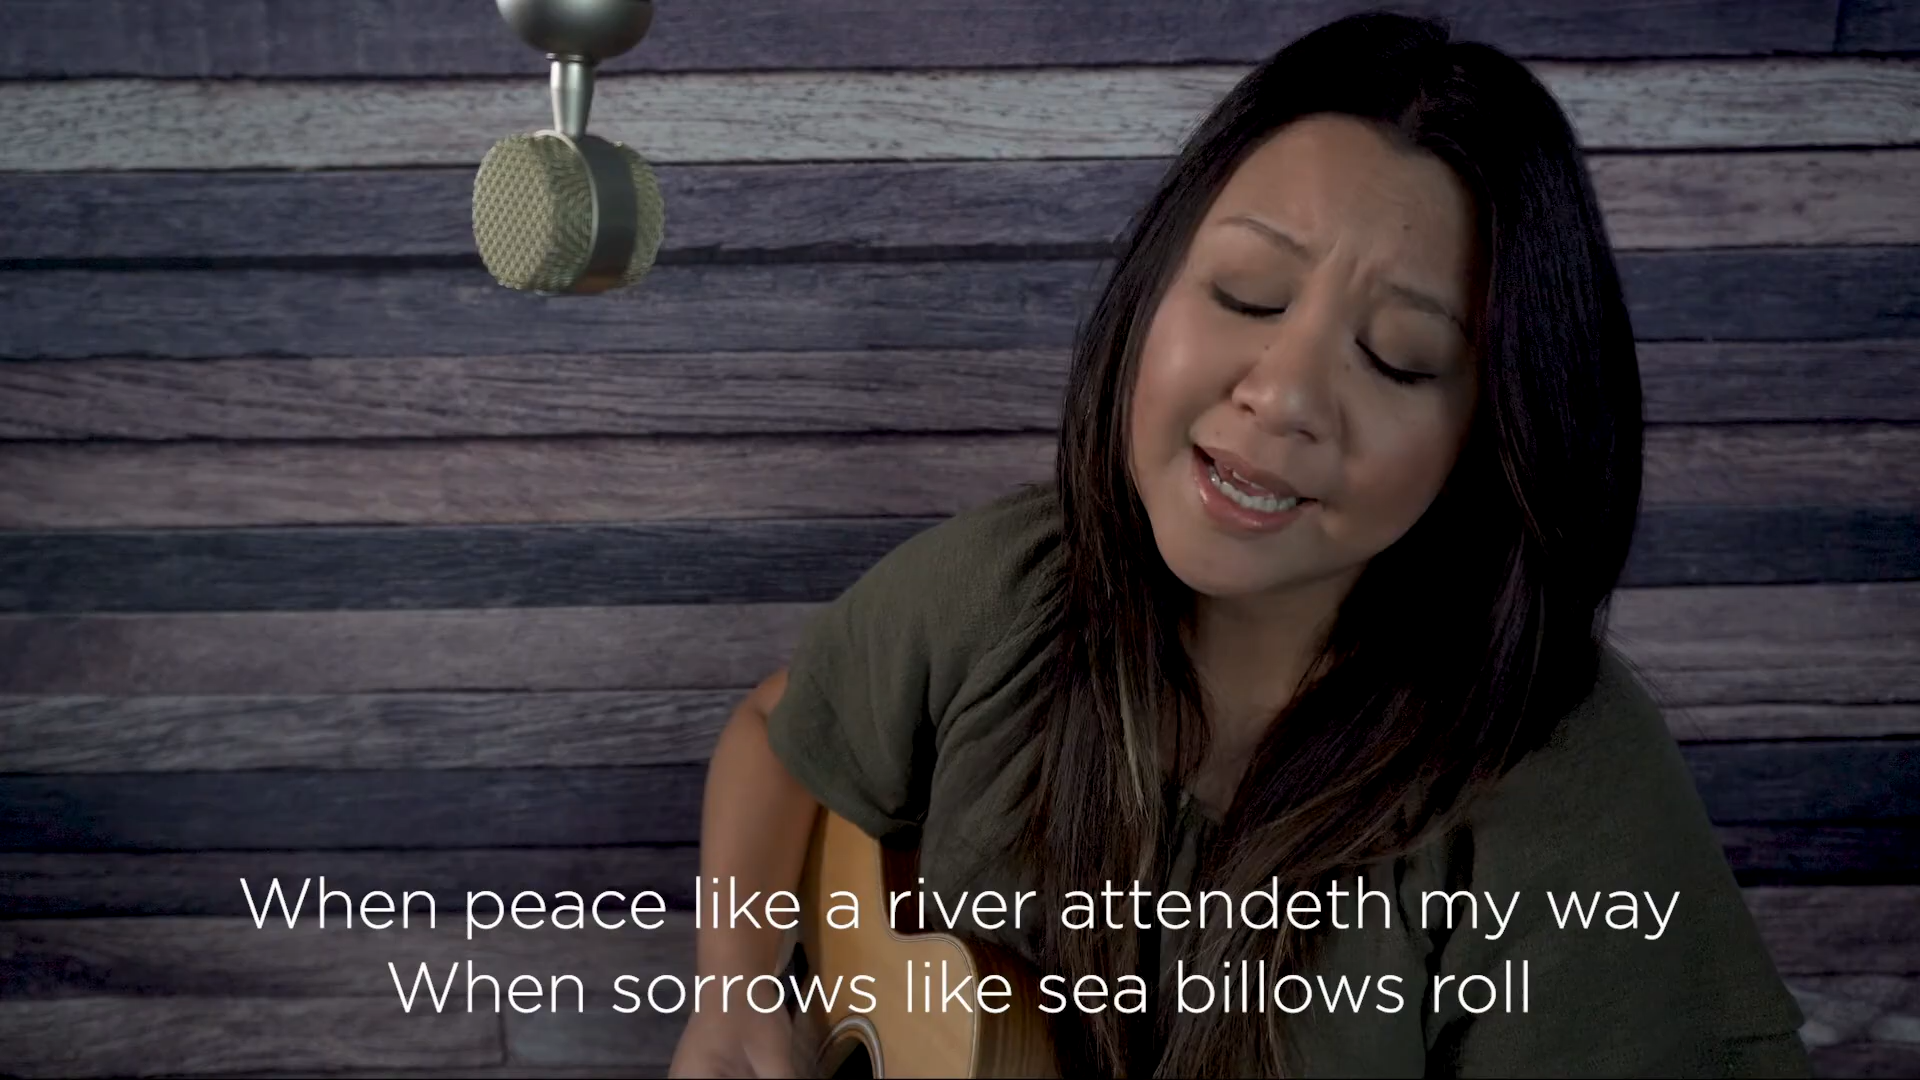 When peace like a river attendeth my way
When sorrows like sea billows roll